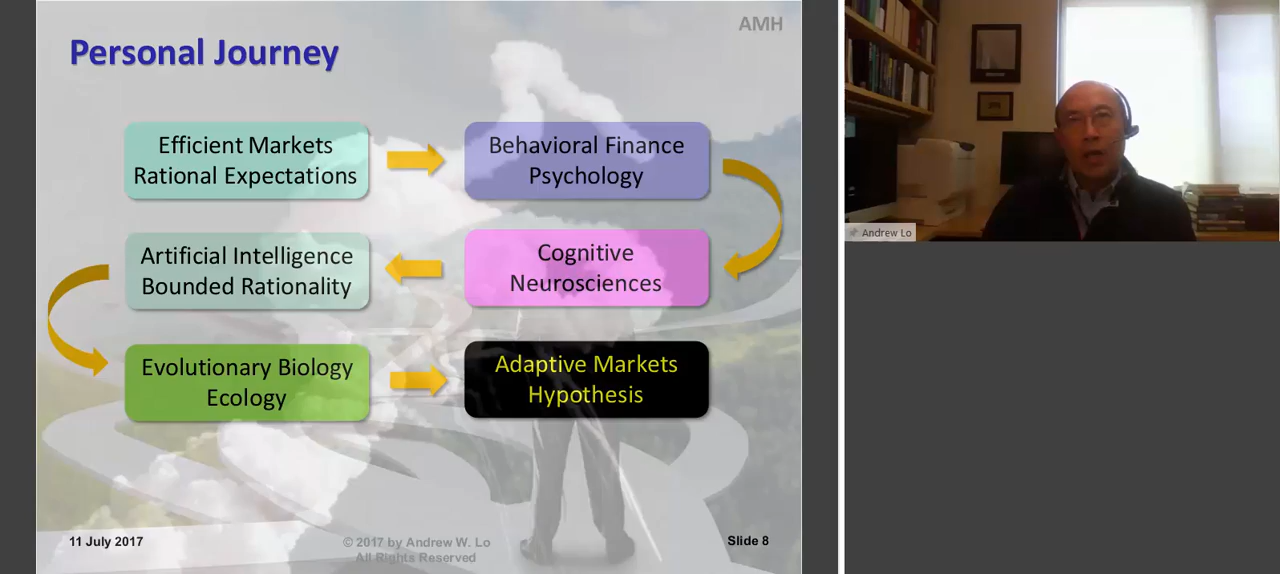 AMH
Personal Journey
Efficient Markets
Rational Expectations
Behavioral Finance
Psychology
Cognitive
Neurosciences
Artificial Intelligence
Bounded Rationality
Evolutionary Biology
Ecology
Adaptive Markets
Hypothesis
11 July 2017
© 2017 by Andrew W. Lo
All Rights Reserved
Slide 8
Andrew Lo